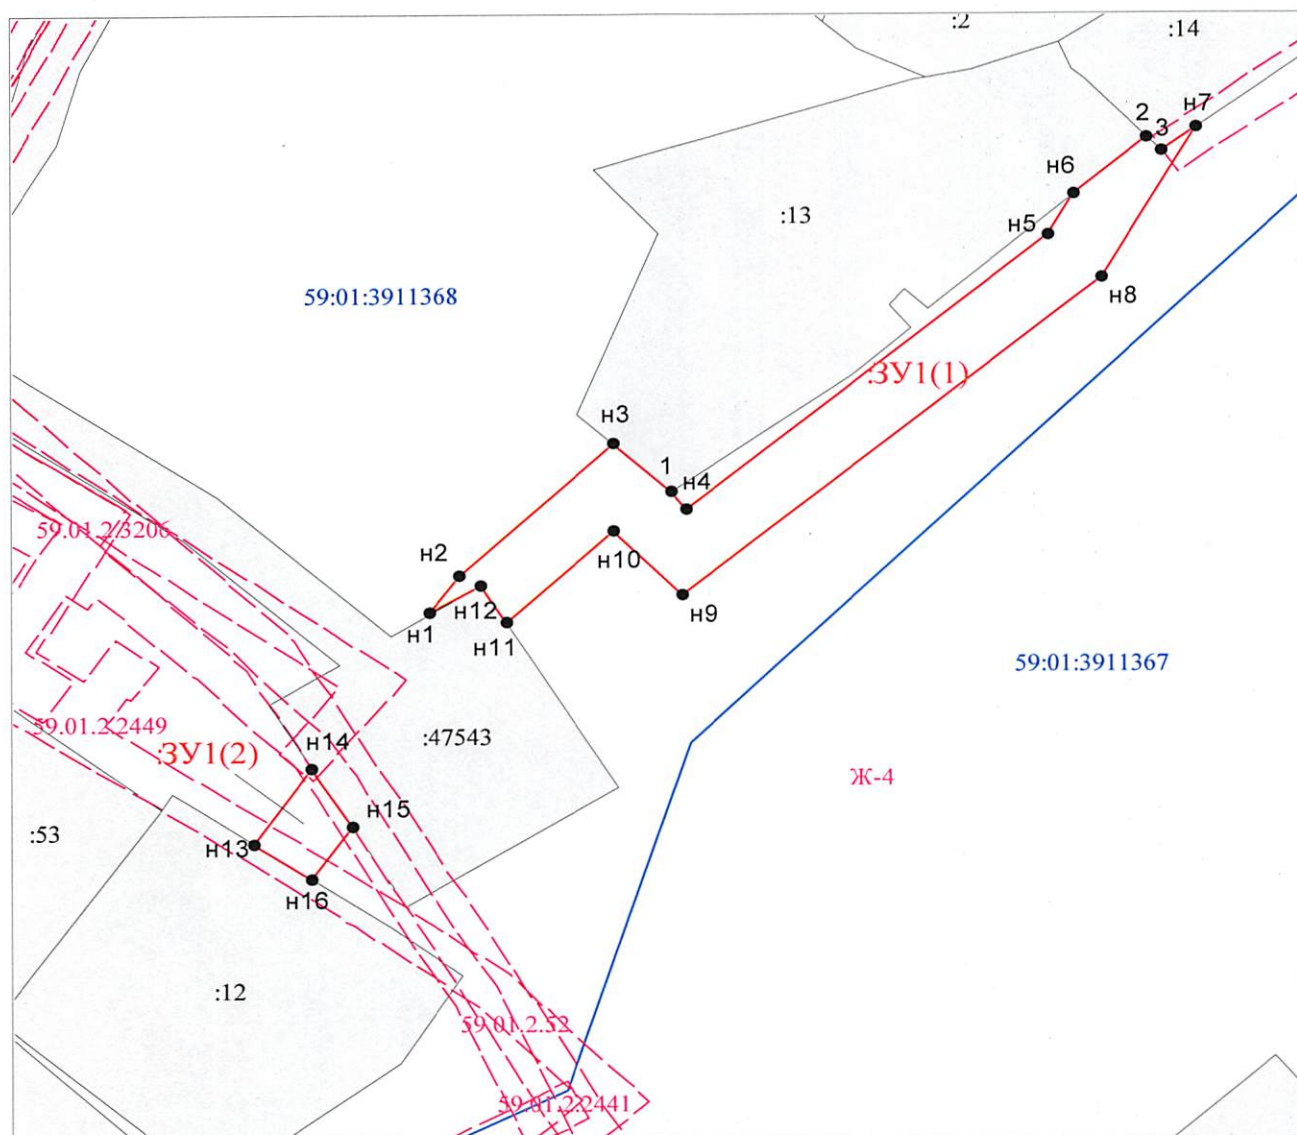 :2
:14
2
3
н7
н6
:13
н5
н8
59:01:3911368
:ЗУ1(1)
н3
1
н4
59.01.2.3206
н10
н2
н12
н9
н1
н11
59:01:3911367
59.01.2.2449
:ЗУ1(2)
н14
:47543
Ж-4
:53
н13
н15
н16
:12
59.01.2.52
59.01.2.2441